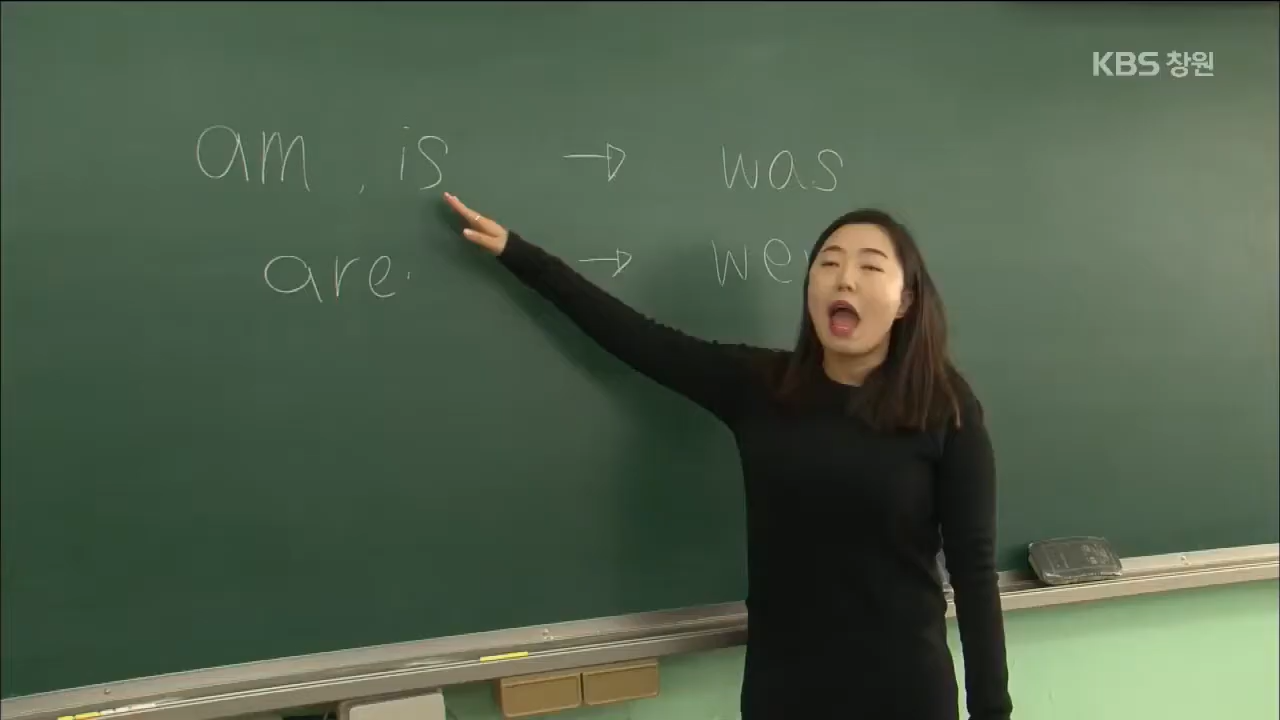 KBS 창원
am , is → was
are. → we